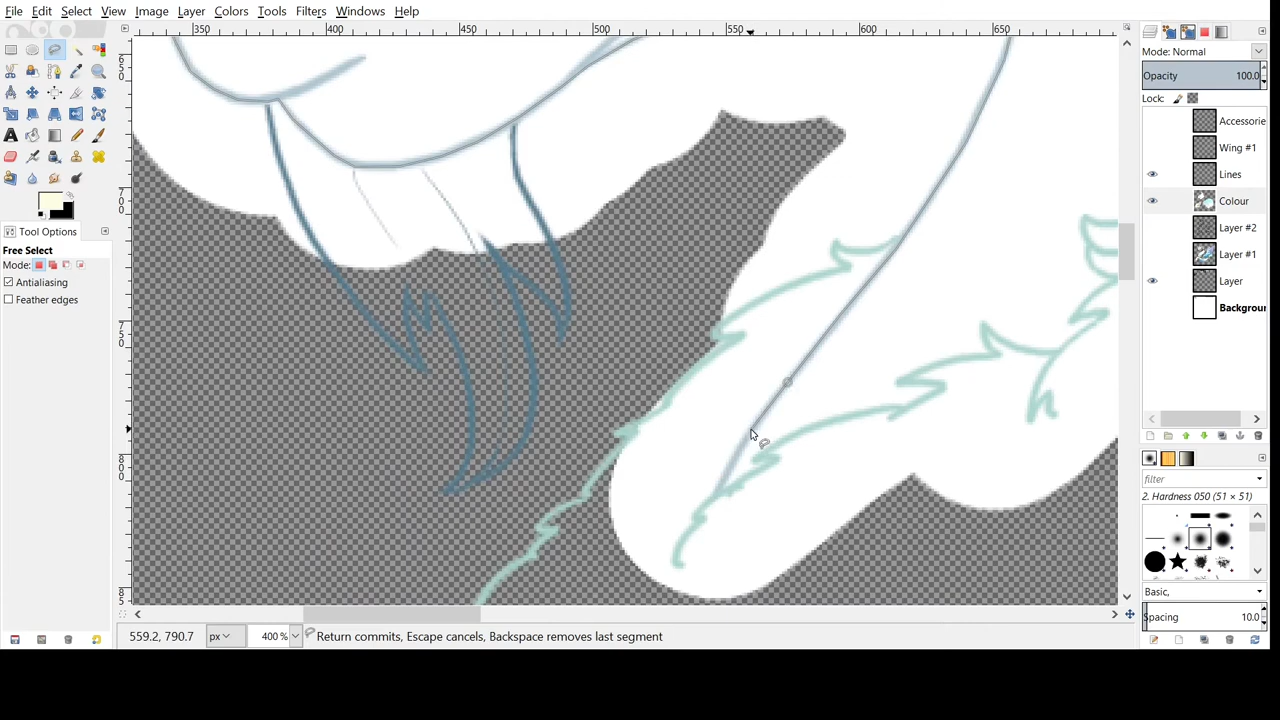 File Edit Select View Image Layer Colors Tools Filters Windows Help
350 400 450 500 550 600 650
Mode: Normal
Opacity 100.0
Lock:
Accessorie
Wing #1
Lines
Colour
Layer #2
Layer #1
Layer
Backgroun
Tool Options
Free Select
Mode:
Antialiasing
Feather edges
filter
2. Hardness 050 (51 × 51)
Basic,
Spacing 10.0
559.2, 790.7 px 400 % Return commits, Escape cancels, Backspace removes last segment